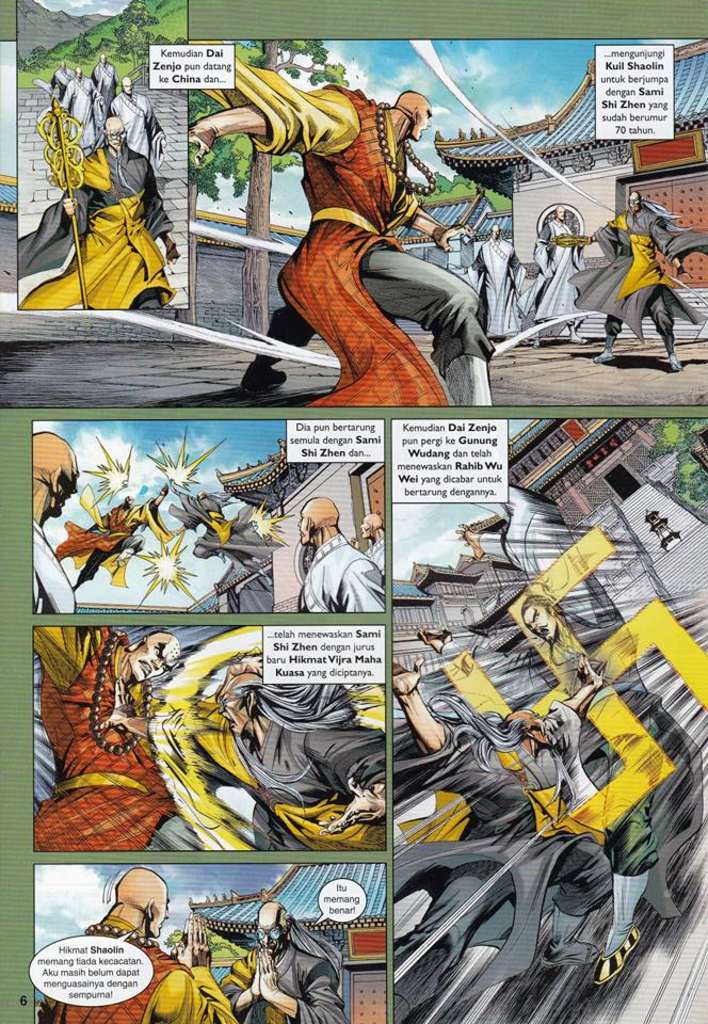 Kemudian Dai
Zenjo pun datang
ke China dan...
...mengunjungi
Kuil Shaolin
untuk berjumpa
dengan Sami
Shi Zhen yang
sudah berumur
70 tahun.
Dia pun bertarung
semula dengan Sami
Shi Zhen dan...
...telah menewaskan Sami
Shi Zhen dengan jurus
baru Hikmat Vijra Maha
Kuasa yang diciptanya.
Hikmat Shaolin
memang tiada kecacatan.
Aku masih belum dapat
menguasainya dengan
sempurna!
Itu
memang
benar!
Kemudian Dai Zenjo
pun pergi ke Gunung
Wudang dan telah
menewaskan Rahib Wu
Wei yang dicabar untuk
bertarung dengannya.
6